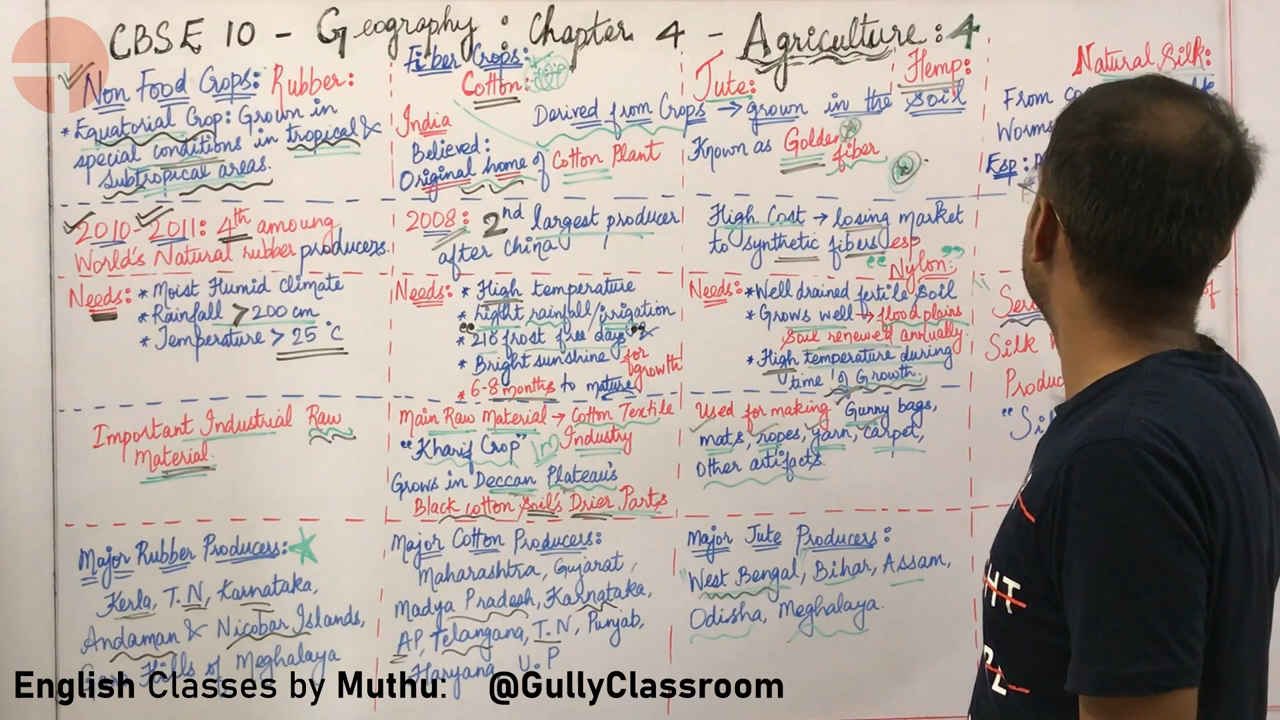 CBSE 10 - Geography : Chapter 4 - Agriculture : 4
Non Food Crops: Rubber:
* Equatorial Crop: Grown in
special conditions in tropical &
subtropical areas.
2010-2011: 4th amoung
World's Natural rubber producers.
Needs: * Moist Humid climate
* Rainfall > 200 cm
* Temperature > 25°C
Important Industrial Raw
Material.
Major Rubber Producers:
Kerla, T.N, Karnataka,
Andaman & Nicobar Islands,
Garo Hills of Meghalaya
Fiber Crops:
Cotton:
India
Believed:
Original home of Cotton Plant
2008: 2nd largest producer
after china
Needs: * High temperature
* right rainfall/irrigation
* "210 frost free days" &
* Bright sunshine for growth
* 6-8 months to mature
Main Raw Material → Cotton Textile
"Kharif Crop" Industry
Grows in Deccan Plateau's
Black cotton Soil's Drier Parts
Major Cotton Producers:
Maharashtra, Gujarat,
Madya Pradesh, Karnataka,
AP, Telangana, T.N, Punjab,
Haryana, U.P
Jute: Hemp:
Derived from Crops → grown in the Soil
Known as Golden fiber
High Cost → losing market
to synthetic fibers esp
"Nylon:"
Needs: * Well drained fertile Soil
* Grows well → flood plains
Soil renewed annually.
* High temperature during
time of Growth.
Used for making Gunny bags,
mats, ropes, yarn, carpet,
Other artifacts.
Major Jute Producers:
West Bengal, Bihar, Assam,
Odisha, Meghalaya.
Natural Silk:
From
Worms
Esp:
of
Silk
English Classes by Muthu: @GullyClassroom